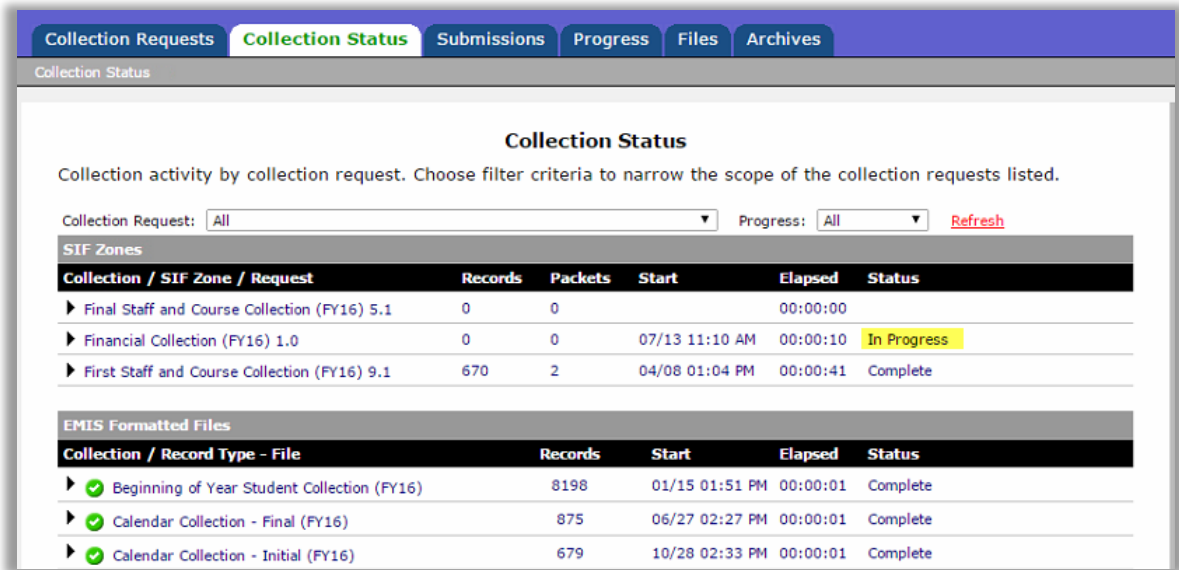 Collection Requests Collection Status Submissions Progress Files Archives
Collection Status
Collection Status
Collection activity by collection request. Choose filter criteria to narrow the scope of the collection requests listed.
Collection Request: All Progress: All Refresh
SIF Zones
Collection / SIF Zone / Request Records Packets Start Elapsed Status
Final Staff and Course Collection (FY16) 5.1 0 0 00:00:00
Financial Collection (FY16) 1.0 0 0 07/13 11:10 AM 00:00:10 In Progress
First Staff and Course Collection (FY16) 9.1 670 2 04/08 01:04 PM 00:00:41 Complete
EMIS Formatted Files
Collection / Record Type - File Records Start Elapsed Status
Beginning of Year Student Collection (FY16) 8198 01/15 01:51 PM 00:00:01 Complete
Calendar Collection - Final (FY16) 875 06/27 02:27 PM 00:00:01 Complete
Calendar Collection - Initial (FY16) 679 10/28 02:33 PM 00:00:01 Complete